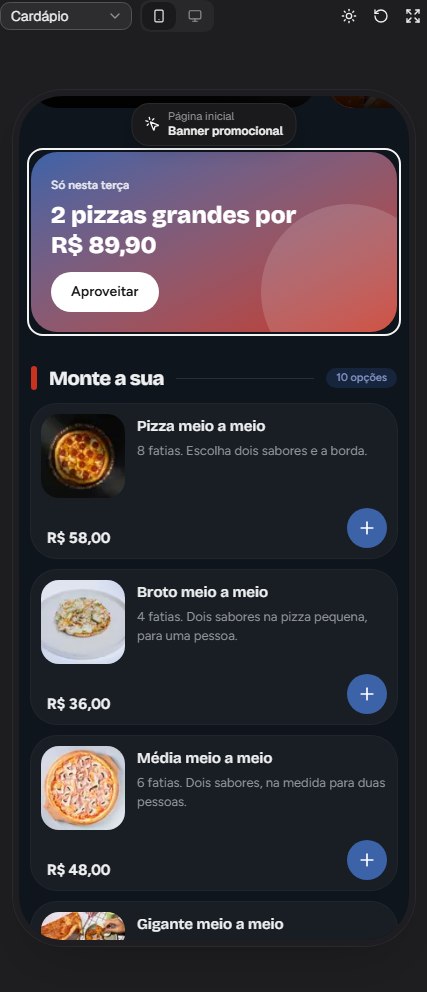 Cardápio
Página inicial
Banner promocional
Só nesta terça
2 pizzas grandes por
R$ 89,90
Aproveitar
Monte a sua
10 opções
Pizza meio a meio
8 fatias. Escolha dois sabores e a borda.
R$ 58,00
Broto meio a meio
4 fatias. Dois sabores na pizza pequena,
para uma pessoa.
R$ 36,00
Média meio a meio
6 fatias. Dois sabores, na medida para duas
pessoas.
R$ 48,00
Gigante meio a meio